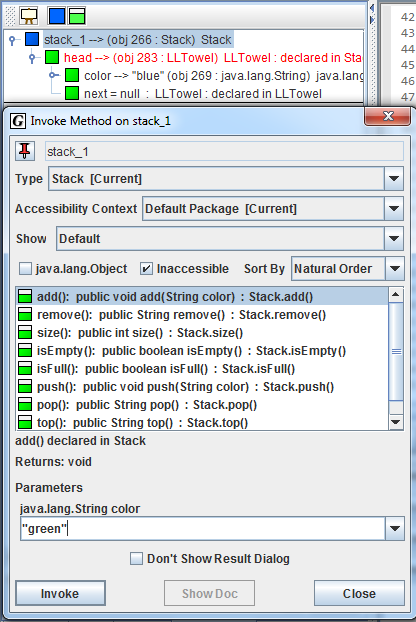 42
43
44
45
46
47
stack_1 --> (obj 266 : Stack) Stack
head --> (obj 283 : LLTowel) LLTowel : declared in Sta
color --> "blue" (obj 269 : java.lang.String) java.lang
next = null : LLTowel : declared in LLTowel
G Invoke Method on stack_1
stack_1
Type Stack [Current]
Accessibility Context Default Package [Current]
Show Default
java.lang.Object Inaccessible Sort By Natural Order
add(): public void add(String color) : Stack.add()
remove(): public String remove() : Stack.remove()
size(): public int size() : Stack.size()
isEmpty(): public boolean isEmpty() : Stack.isEmpty()
isFull(): public boolean isFull() : Stack.isFull()
push(): public void push(String color) : Stack.push()
pop(): public String pop() : Stack.pop()
top(): public String top() : Stack.top()
add() declared in Stack
Returns: void
Parameters
java.lang.String color
"green"
Don't Show Result Dialog
Invoke Show Doc Close